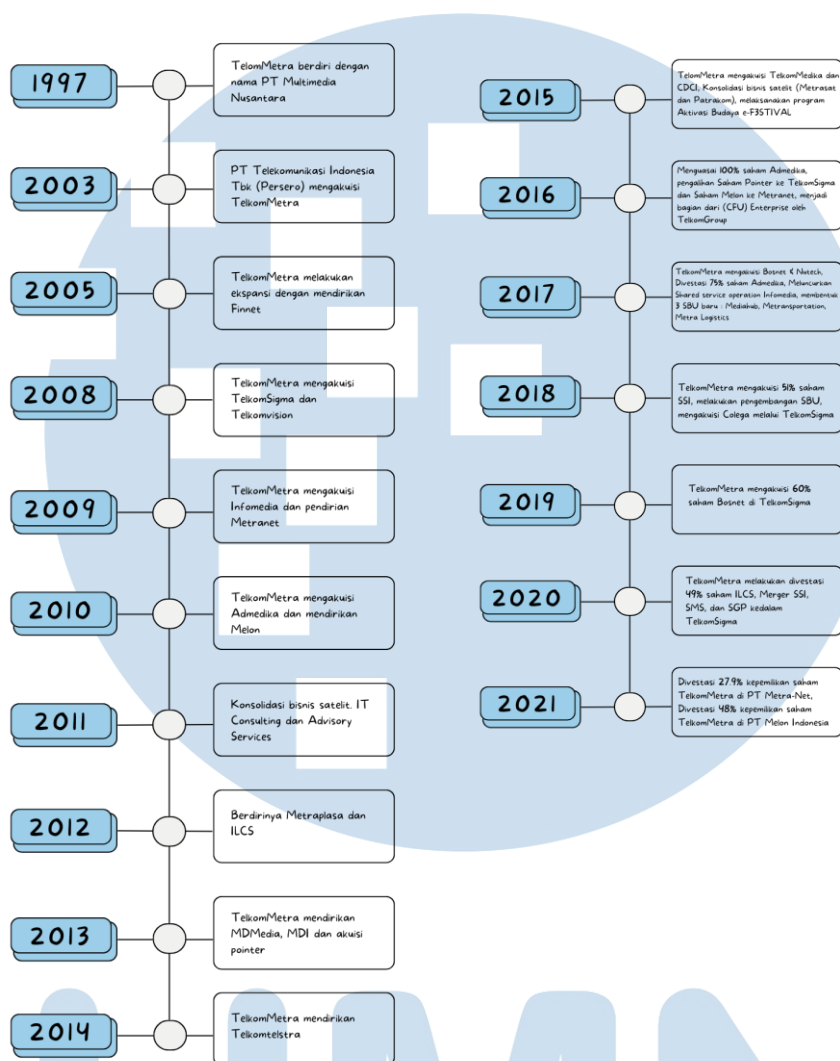 1997
TelomMetra berdiri dengan
nama PT Multimedia
Nusantara
2003
PT Telekomunikasi Indonesia
Tbk (Persero) mengakuisi
TelkomMetra
2005
TelkomMetra melakukan
ekspansi dengan mendirikan
Finnet
2008
TelkomMetra mengakuisi
TelkomSigma dan
Telkomvision
2009
TelkomMetra mengakuisi
Infomedia dan pendirian
Metranet
2010
TelkomMetra mengakuisi
Admedika dan mendirikan
Melon
2011
Konsolidasi bisnis satelit. IT
Consulting dan Advisory
Services
2012
Berdirinya Metraplasa dan
ILCS
2013
TelkomMetra mendirikan
MDMedia, MDI dan akuisi
pointer
2014
TelkomMetra mendirikan
Telkomtelstra
2015
TelomMetra mengakuisi TelkomMedika dan
CDCI, Konsolidasi bisnis satelit (Metrasat
dan Patrakom), melaksanakan program
Aktivasi Budaya e-F3STIVAL
2016
Menguasai 100% saham Admedika,
pengalihan Saham Pointer ke TelkomSigma
dan Saham Melon ke Metranet, menjadi
bagian dari (CFU) Enterprise oleh
TelkomGroup
2017
TelkomMetra mengakuisi Bosnet & Nutech,
Divestasi 75% saham Admedika, Meluncurkan
Shared service operation Infomedia, membentuk
3 SBU baru : Mediahub, Metransportation,
Metra Logistics
2018
TelkomMetra mengakuisi 51% saham
SSI, melakukan pengembangan SBU,
mengakuisi Colega melalui TelkomSigma
2019
TelkomMetra mengakuisi 60%
saham Bosnet di TelkomSigma
2020
TelkomMetra melakukan divestasi
49% saham ILCS, Merger SSI,
SMS, dan SGP kedalam
TelkomSigma
2021
Divestasi 27.9% kepemilikan saham
TelkomMetra di PT Metra-Net,
Divestasi 48% kepemilikan saham
TelkomMetra di PT Melon Indonesia